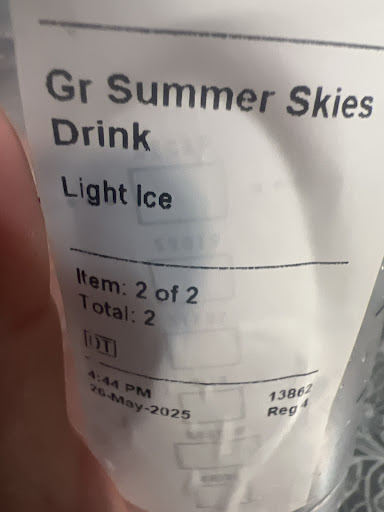 Gr Summer Skies
Drink
Light Ice
Item: 2 of 2
Total: 2
DT
4:44 PM 13862
26-May-2025 Reg 4